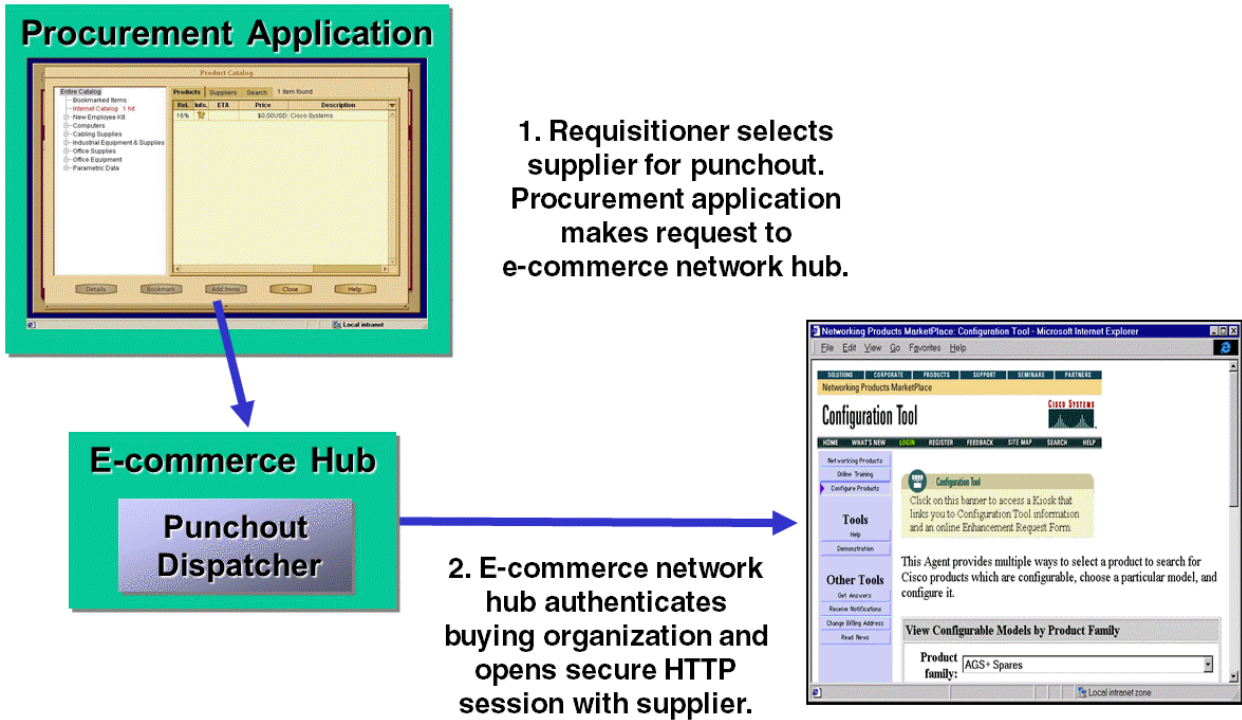 Procurement Application
Product Catalog
Entire Catalog
Bookmarked Items
Internet Catalog 1 hit
New Employee Kit
Computers
Cabling Supplies
Industrial Equipment & Supplies
Office Supplies
Office Equipment
Parametric Data
Products Suppliers Search 1 item found
Rel. Info. ETA Price Description
16% $0.00USD Cisco Systems
Details Bookmark Add Items Close Help
Local intranet
1. Requisitioner selects
supplier for punchout.
Procurement application
makes request to
e-commerce network hub.
E-commerce Hub
Punchout
Dispatcher
2. E-commerce network
hub authenticates
buying organization and
opens secure HTTP
session with supplier.
Networking Products MarketPlace: Configuration Tool - Microsoft Internet Explorer
File Edit View Go Favorites Help
SOLUTIONS CORPORATE PRODUCTS SUPPORT SEMINARS PARTNERS
Networking Products MarketPlace
Configuration Tool
CISCO SYSTEMS
HOME WHAT'S NEW LOGIN REGISTER FEEDBACK SITE MAP SEARCH HELP
Networking Products
Online Training
Configure Products
Tools
Help
Demonstration
Other Tools
Get Answers
Receive Notifications
Change Billing Address
Read News
Configuration Tool
Click on this banner to access a Kiosk that
links you to Configuration Tool information
and an online Enhancement Request Form.
This Agent provides multiple ways to select a product to search for
Cisco products which are configurable, choose a particular model, and
configure it.
View Configurable Models by Product Family
Product
family:
AGS+ Spares
Local intranet zone